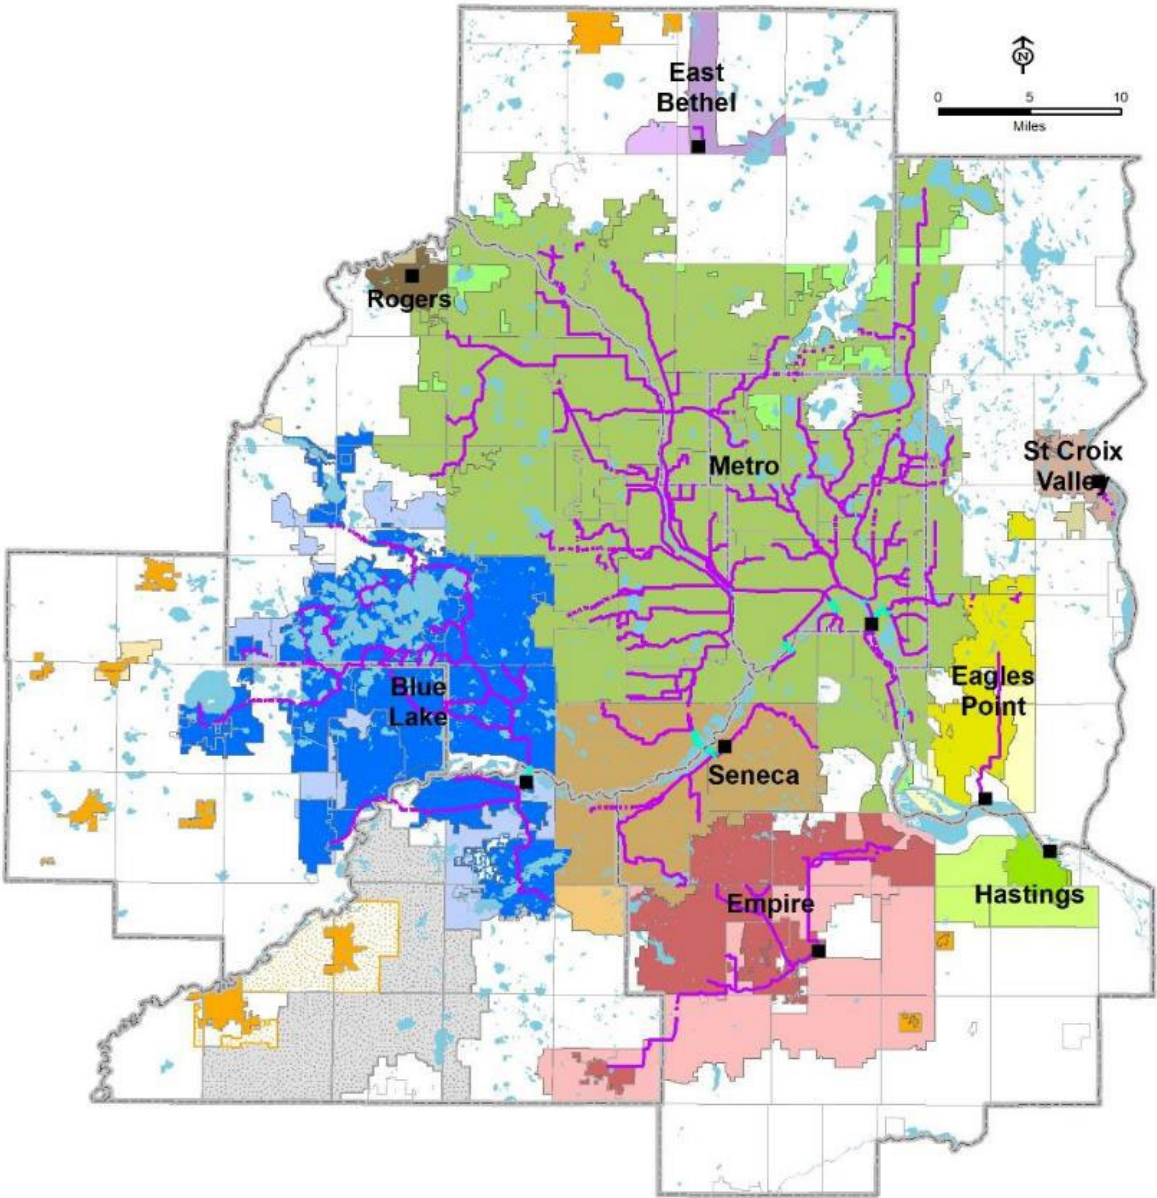 East
Bethel
N
0 5 10
Miles
Rogers
Metro
St Croix
Valley
Blue
Lake
Eagles
Point
Seneca
Empire
Hastings